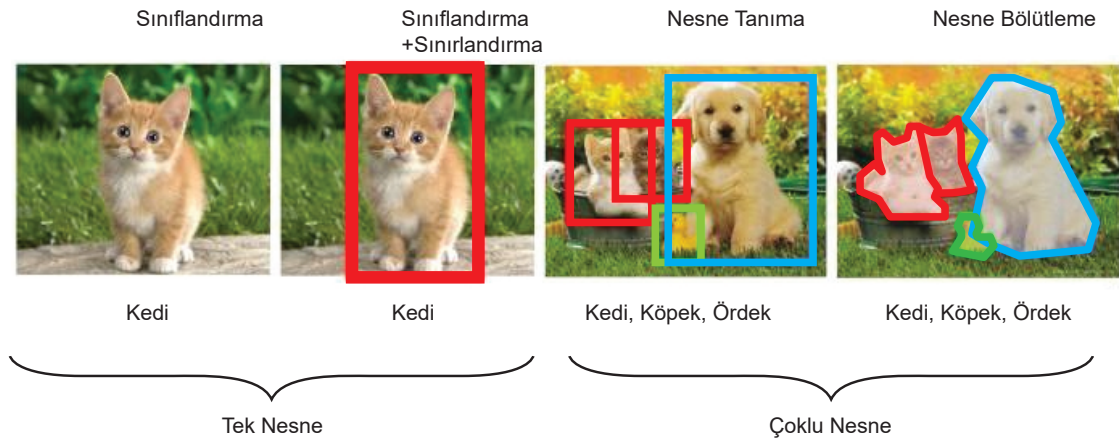 Sınıflandırma
Sınıflandırma
+Sınırlandırma
Nesne Tanıma
Nesne Bölütleme
Kedi
Kedi
Kedi, Köpek, Ördek
Kedi, Köpek, Ördek
Tek Nesne
Çoklu Nesne